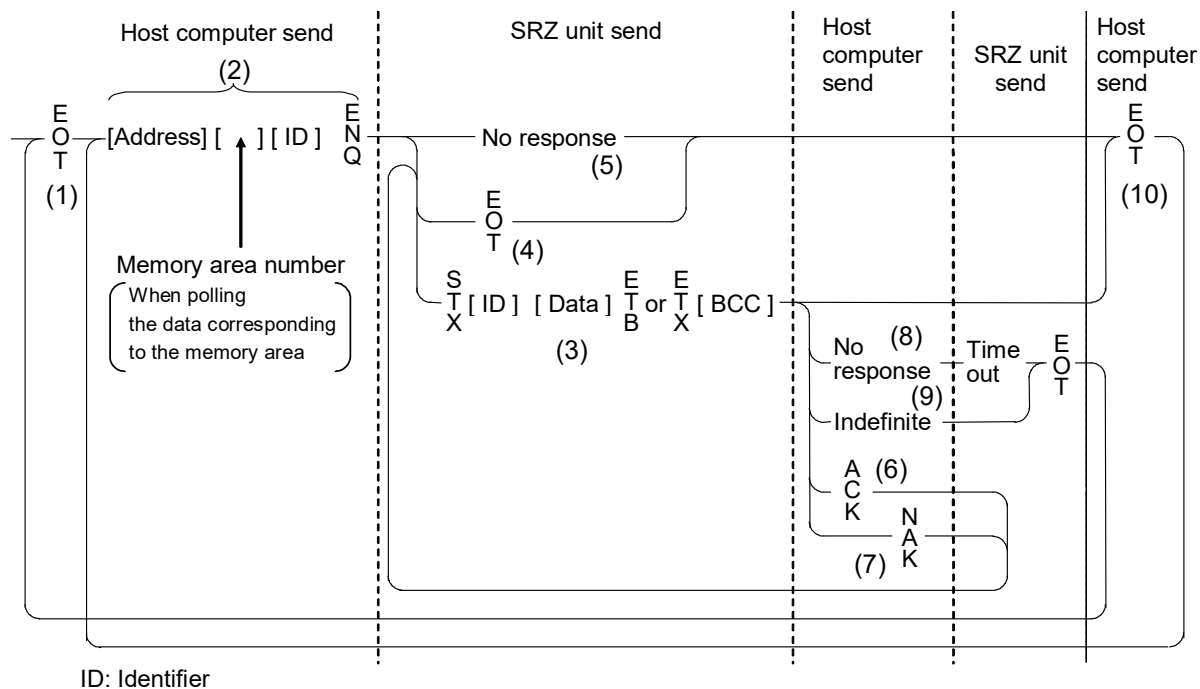 Host computer send
SRZ unit send
Host
computer
send
SRZ unit
send
Host
computer
send
(2)
EOT
[Address] [ ] [ ID ]
ENQ
No response
(5)
EOT
(1)
(10)
EOT
(4)
Memory area number
When polling
the data corresponding
to the memory area
STX [ ID ] [ Data ] ETB or ETX [ BCC ]
(3)
(8)
No
response
Time
out
EOT
(9)
Indefinite
ACK
(6)
NAK
(7)
ID: Identifier